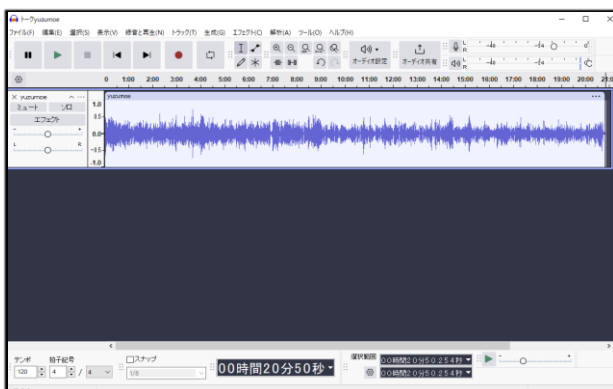 トークyuzumoe
ファイル(F) 編集(E) 選択(S) 表示(V) 録音と再生(N) トラック(T) 生成(G) エフェクト(C) 解析(A) ツール(O) ヘルプ(H)
オーディオ設定 オーディオ共有
L R -48 -24 0
L R -48 -24
0 1:00 2:00 3:00 4:00 5:00 6:00 7:00 8:00 9:00 10:00 11:00 12:00 13:00 14:00 15:00 16:00 17:00 18:00 19:00 20:00 21:0
× yuzumoe ...
yuzumoe ...
ミュート ソロ
エフェクト
- +
L R
1.0
0.5
0.0
-0.5
-1.0
テンポ 拍子記号 スナップ 選択範囲
120 4 / 4 1/8
00時間20分50秒
00時間20分50.254秒
00時間20分50.254秒